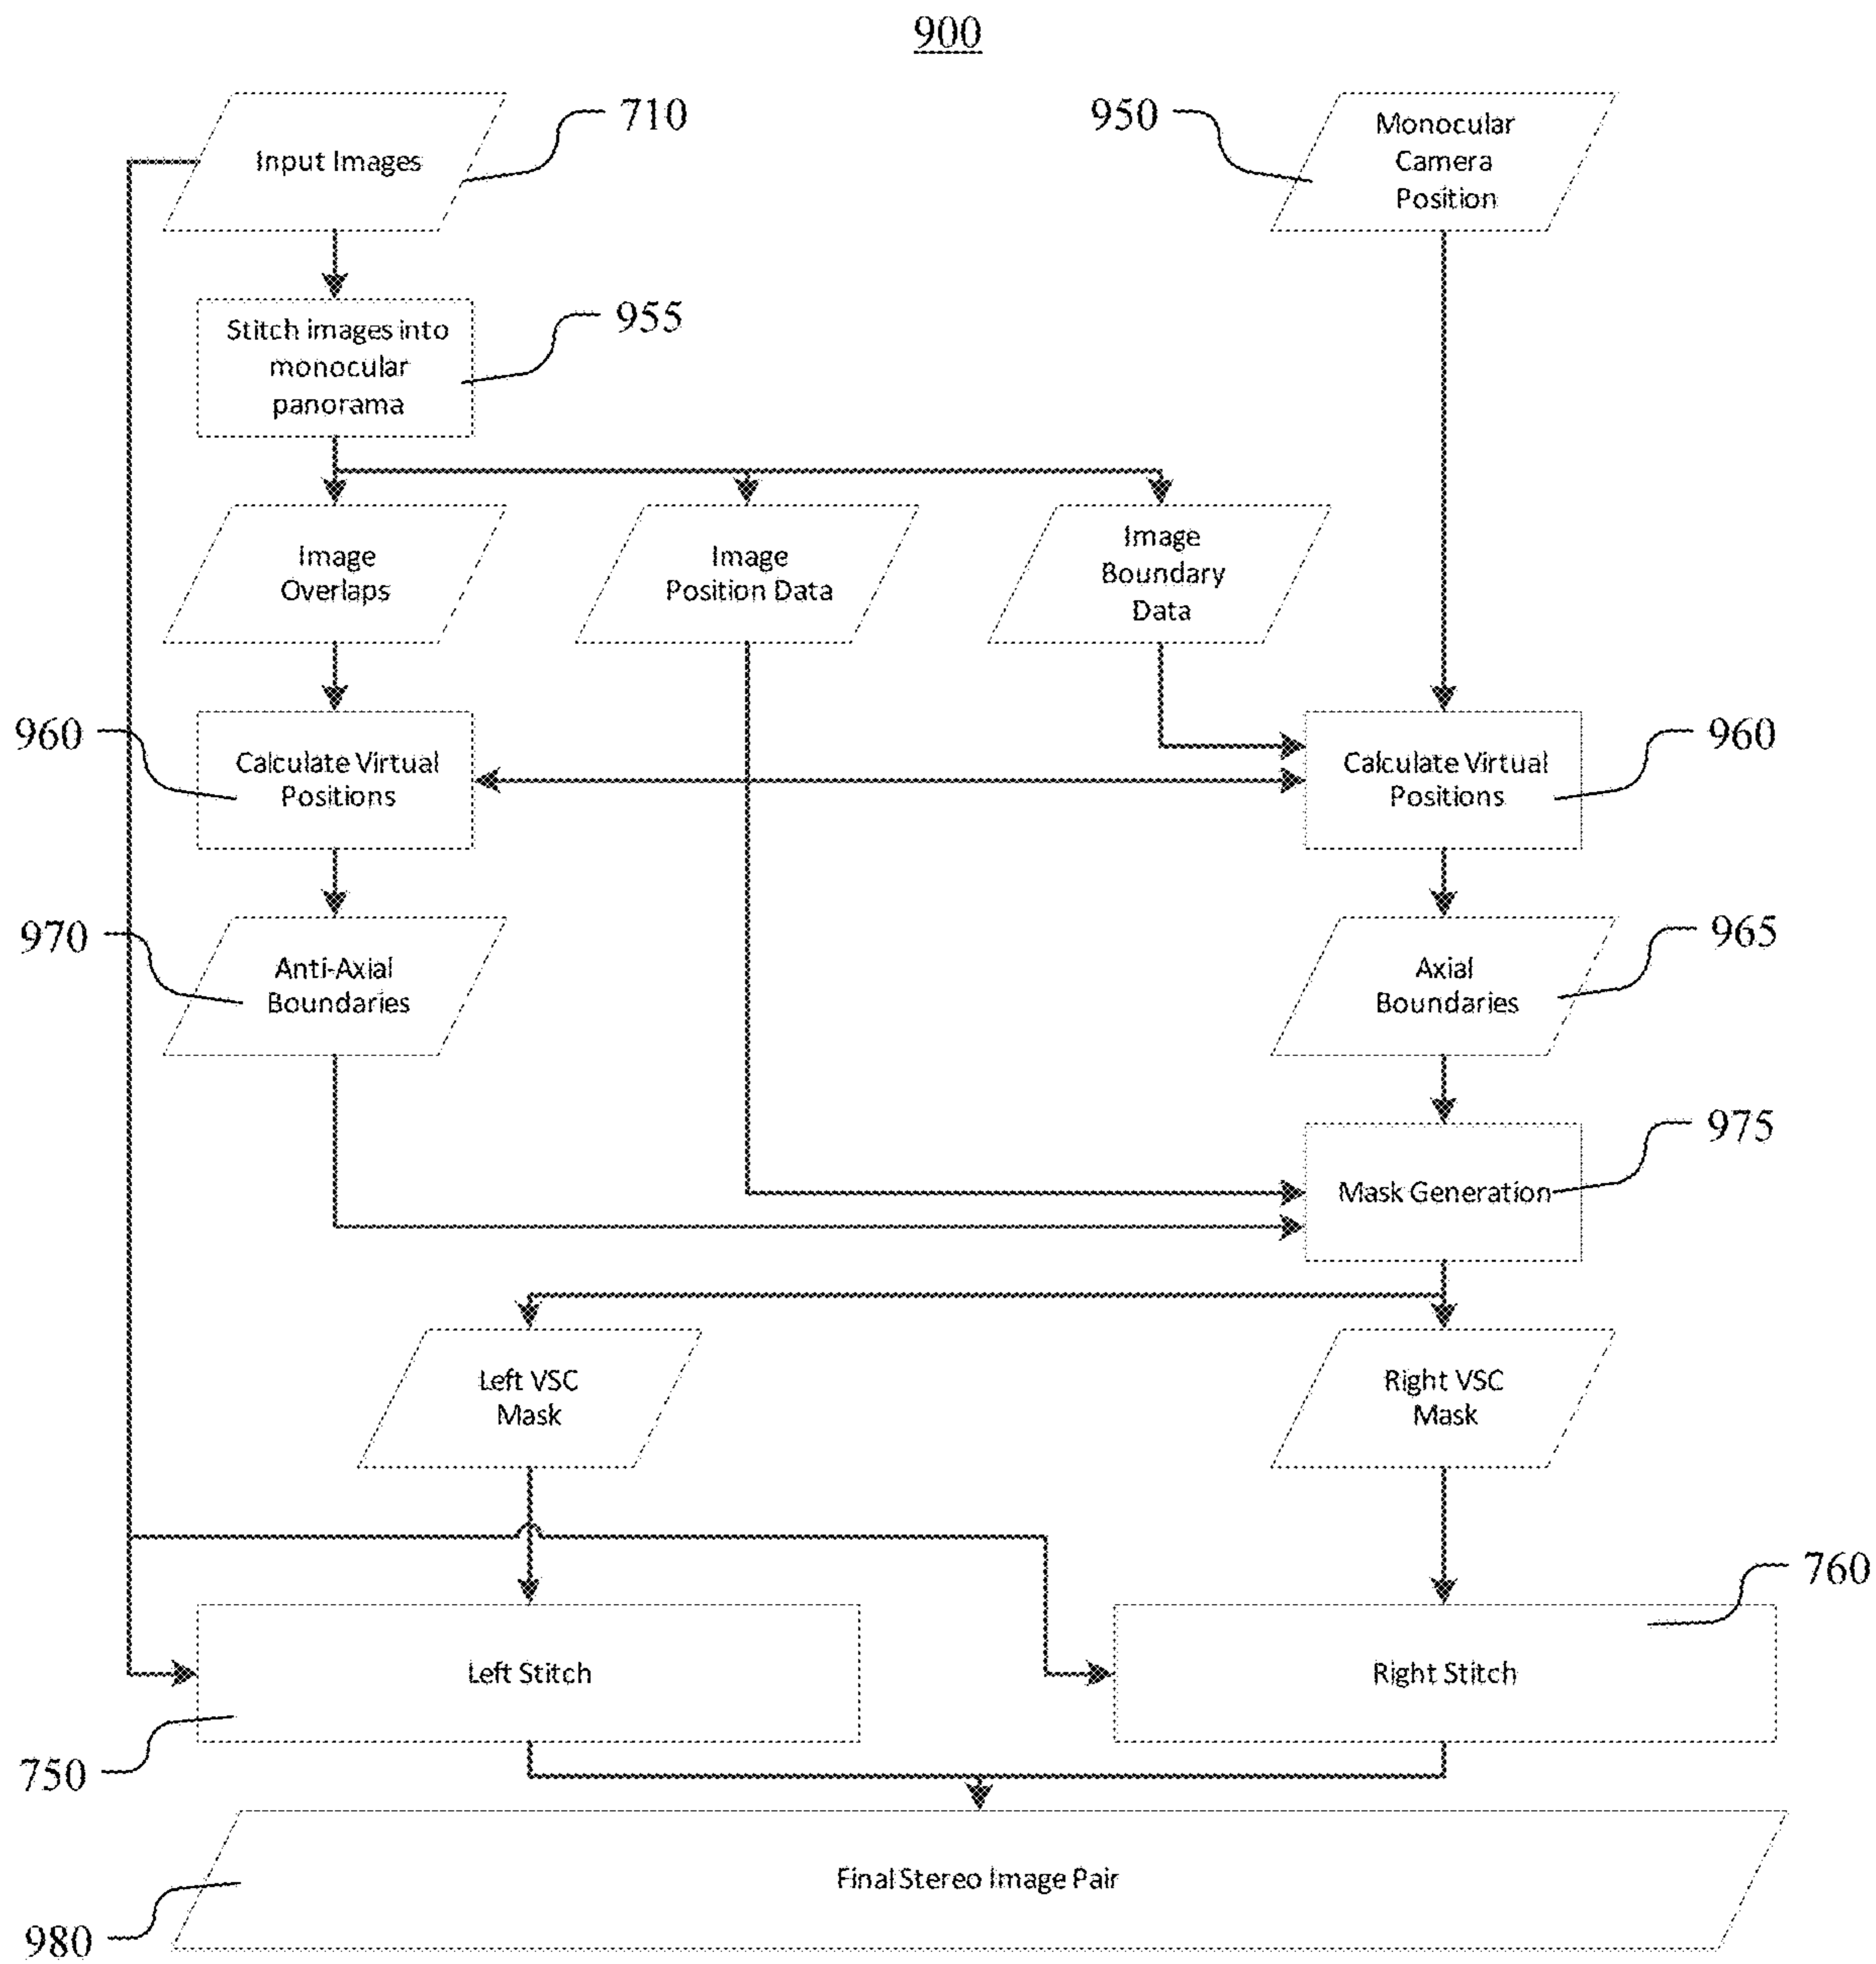 900
710
Input Images
950
Monocular
Camera
Position
955
Stitch images into
monocular
panorama
Image
Overlaps
Image
Position Data
Image
Boundary
Data
960
Calculate Virtual
Positions
960
Calculate Virtual
Positions
970
Anti-Axial
Boundaries
965
Axial
Boundaries
975
Mask Generation
Left VSC
Mask
Right VSC
Mask
760
Left Stitch
Right Stitch
750
Final Stereo Image Pair
980